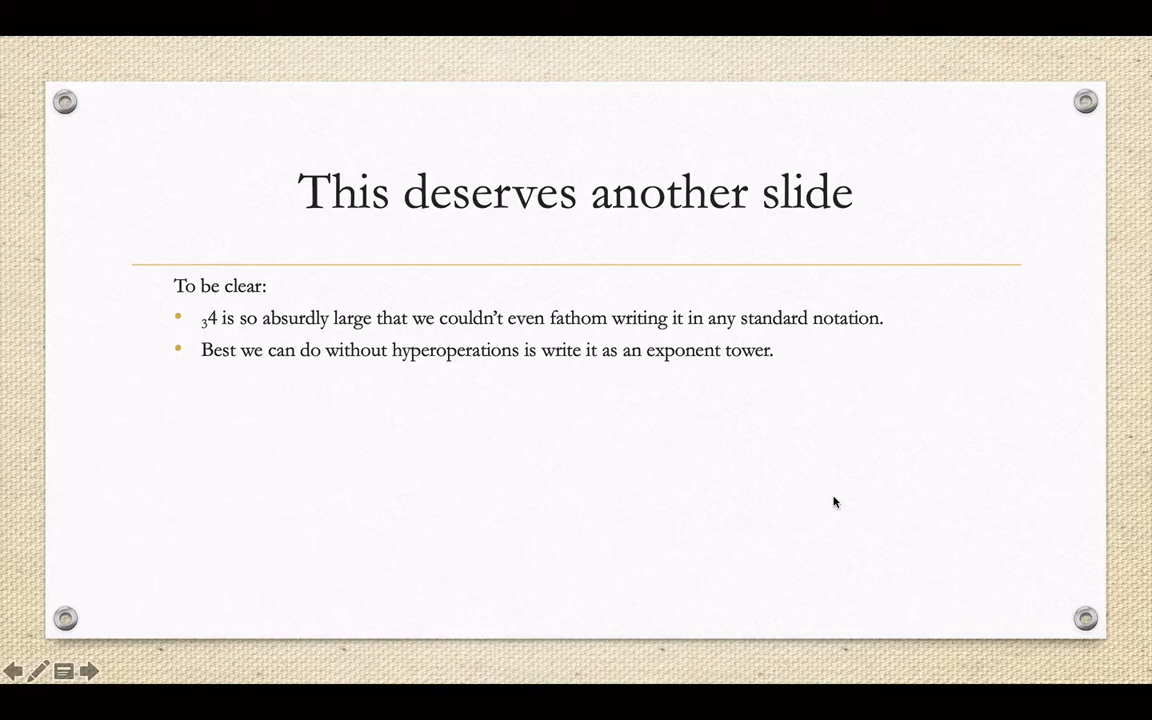 This deserves another slide
To be clear:
• ₃4 is so absurdly large that we couldn’t even fathom writing it in any standard notation.
• Best we can do without hyperoperations is write it as an exponent tower.